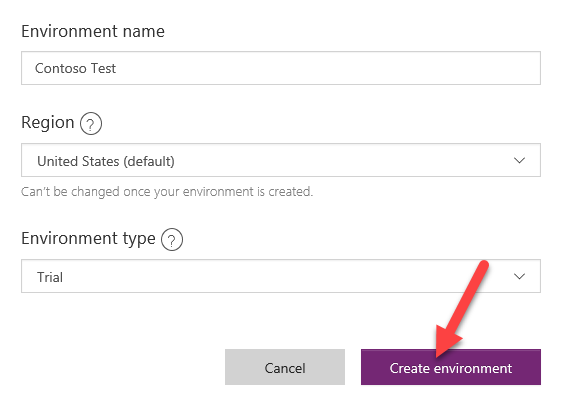 Environment name
Contoso Test
Region ?
United States (default)
Can't be changed once your environment is created.
Environment type ?
Trial
Cancel Create environment